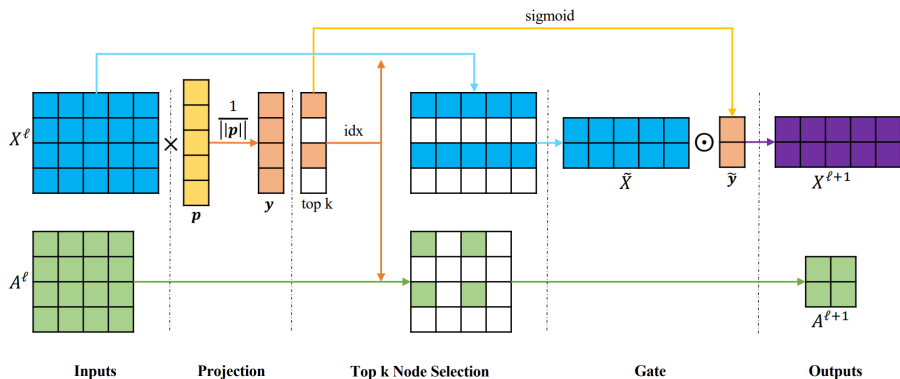 sigmoid
X^ℓ
×
1
||p||
p
y
top k
idx
X̃
⊙
ỹ
X^{ℓ+1}
A^ℓ
A^{ℓ+1}
Inputs
Projection
Top k Node Selection
Gate
Outputs